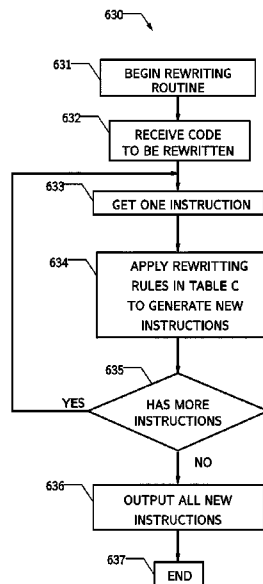 630
631
BEGIN REWRITING
ROUTINE
632
RECEIVE CODE
TO BE REWRITTEN
633
GET ONE INSTRUCTION
634
APPLY REWRITTING
RULES IN TABLE C
TO GENERATE NEW
INSTRUCTIONS
635
YES
HAS MORE
INSTRUCTIONS
NO
636
OUTPUT ALL NEW
INSTRUCTIONS
637
END